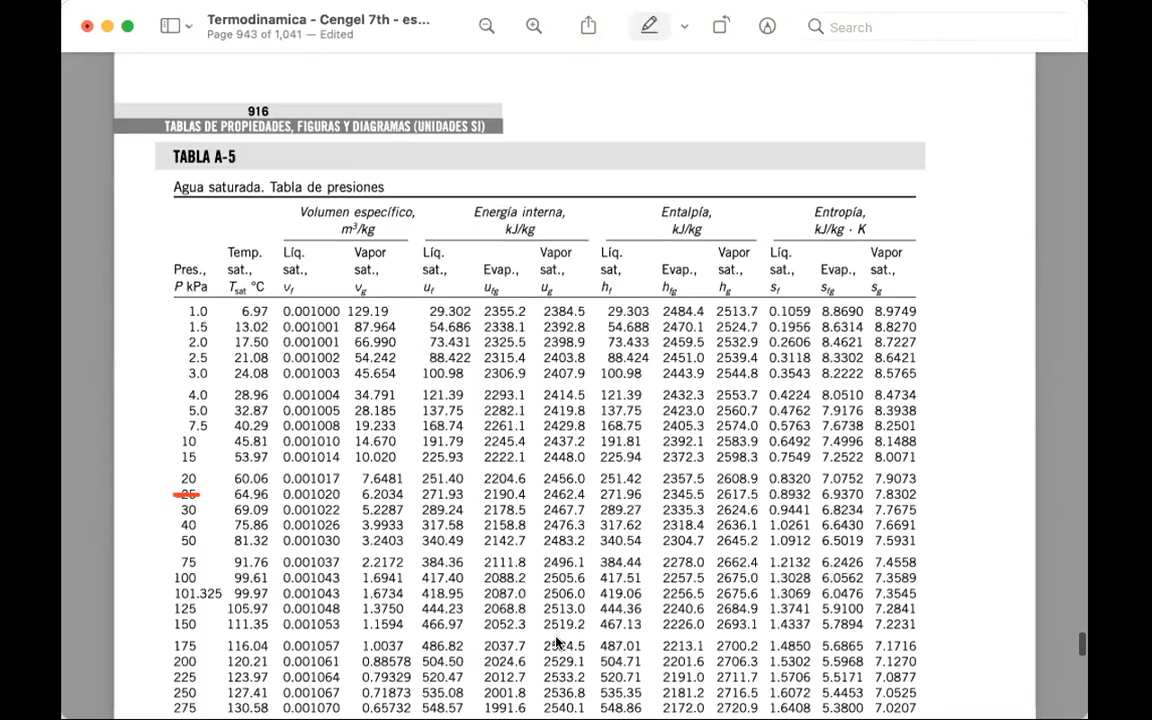 Termodinamica - Cengel 7th - es...
Page 943 of 1,041 — Edited
Search
916
TABLAS DE PROPIEDADES, FIGURAS Y DIAGRAMAS (UNIDADES SI)
TABLA A-5
Agua saturada. Tabla de presiones
Volumen específico, Energía interna, Entalpía, Entropía,
m³/kg kJ/kg kJ/kg kJ/kg · K
Temp. Líq. Vapor Líq. Vapor Líq. Vapor Líq. Vapor
Pres., sat., sat., sat., sat., Evap., sat., sat, Evap., sat., sat., Evap., sat.,
P kPa Tsat °C vf vg uf ufg ug hf hfg hg sf sfg sg
1.0 6.97 0.001000 129.19 29.302 2355.2 2384.5 29.303 2484.4 2513.7 0.1059 8.8690 8.9749
1.5 13.02 0.001001 87.964 54.686 2338.1 2392.8 54.688 2470.1 2524.7 0.1956 8.6314 8.8270
2.0 17.50 0.001001 66.990 73.431 2325.5 2398.9 73.433 2459.5 2532.9 0.2606 8.4621 8.7227
2.5 21.08 0.001002 54.242 88.422 2315.4 2403.8 88.424 2451.0 2539.4 0.3118 8.3302 8.6421
3.0 24.08 0.001003 45.654 100.98 2306.9 2407.9 100.98 2443.9 2544.8 0.3543 8.2222 8.5765
4.0 28.96 0.001004 34.791 121.39 2293.1 2414.5 121.39 2432.3 2553.7 0.4224 8.0510 8.4734
5.0 32.87 0.001005 28.185 137.75 2282.1 2419.8 137.75 2423.0 2560.7 0.4762 7.9176 8.3938
7.5 40.29 0.001008 19.233 168.74 2261.1 2429.8 168.75 2405.3 2574.0 0.5763 7.6738 8.2501
10 45.81 0.001010 14.670 191.79 2245.4 2437.2 191.81 2392.1 2583.9 0.6492 7.4996 8.1488
15 53.97 0.001014 10.020 225.93 2222.1 2448.0 225.94 2372.3 2598.3 0.7549 7.2522 8.0071
20 60.06 0.001017 7.6481 251.40 2204.6 2456.0 251.42 2357.5 2608.9 0.8320 7.0752 7.9073
25 64.96 0.001020 6.2034 271.93 2190.4 2462.4 271.96 2345.5 2617.5 0.8932 6.9370 7.8302
30 69.09 0.001022 5.2287 289.24 2178.5 2467.7 289.27 2335.3 2624.6 0.9441 6.8234 7.7675
40 75.86 0.001026 3.9933 317.58 2158.8 2476.3 317.62 2318.4 2636.1 1.0261 6.6430 7.6691
50 81.32 0.001030 3.2403 340.49 2142.7 2483.2 340.54 2304.7 2645.2 1.0912 6.5019 7.5931
75 91.76 0.001037 2.2172 384.36 2111.8 2496.1 384.44 2278.0 2662.4 1.2132 6.2426 7.4558
100 99.61 0.001043 1.6941 417.40 2088.2 2505.6 417.51 2257.5 2675.0 1.3028 6.0562 7.3589
101.325 99.97 0.001043 1.6734 418.95 2087.0 2506.0 419.06 2256.5 2675.6 1.3069 6.0476 7.3545
125 105.97 0.001048 1.3750 444.23 2068.8 2513.0 444.36 2240.6 2684.9 1.3741 5.9100 7.2841
150 111.35 0.001053 1.1594 466.97 2052.3 2519.2 467.13 2226.0 2693.1 1.4337 5.7894 7.2231
175 116.04 0.001057 1.0037 486.82 2037.7 487.01 2213.1 2700.2 1.4850 5.6865 7.1716
200 120.21 0.001061 0.88578 504.50 2024.6 2529.1 504.71 2201.6 2706.3 1.5302 5.5968 7.1270
225 123.97 0.001064 0.79329 520.47 2012.7 2533.2 520.71 2191.0 2711.7 1.5706 5.5171 7.0877
250 127.41 0.001067 0.71873 535.08 2001.8 2536.8 535.35 2181.2 2716.5 1.6072 5.4453 7.0525
275 130.58 0.001070 0.65732 548.57 1991.6 2540.1 548.86 2172.0 2720.9 1.6408 5.3800 7.0207